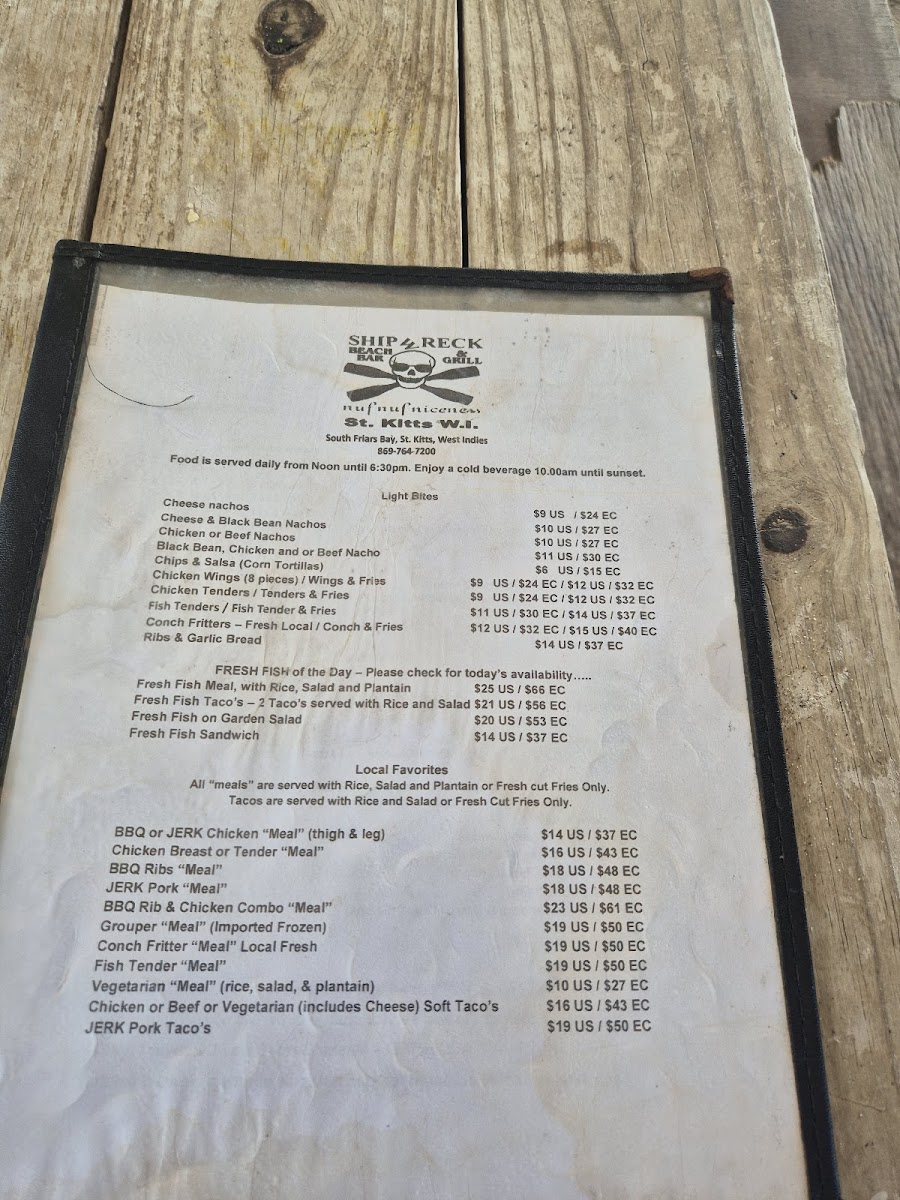 SHIPWRECK
BEACH BAR & GRILL
nufnufniceness
St. Kitts W.I.
South Friars Bay, St. Kitts, West Indies
869-764-7200
Food is served daily from Noon until 6:30pm. Enjoy a cold beverage 10.00am until sunset.
Light Bites
Cheese nachos $9 US / $24 EC
Cheese & Black Bean Nachos $10 US / $27 EC
Chicken or Beef Nachos $10 US / $27 EC
Black Bean, Chicken and or Beef Nacho $11 US / $30 EC
Chips & Salsa (Corn Tortillas) $6 US / $15 EC
Chicken Wings (8 pieces) / Wings & Fries $9 US / $24 EC / $12 US / $32 EC
Chicken Tenders / Tenders & Fries $9 US / $24 EC / $12 US / $32 EC
Fish Tenders / Fish Tender & Fries $11 US / $30 EC / $14 US / $37 EC
Conch Fritters – Fresh Local / Conch & Fries $12 US / $32 EC / $15 US / $40 EC
Ribs & Garlic Bread $14 US / $37 EC
FRESH FISH of the Day – Please check for today's availability…..
Fresh Fish Meal, with Rice, Salad and Plantain $25 US / $66 EC
Fresh Fish Taco's – 2 Taco's served with Rice and Salad $21 US / $56 EC
Fresh Fish on Garden Salad $20 US / $53 EC
Fresh Fish Sandwich $14 US / $37 EC
Local Favorites
All "meals" are served with Rice, Salad and Plantain or Fresh cut Fries Only.
Tacos are served with Rice and Salad or Fresh Cut Fries Only.
BBQ or JERK Chicken "Meal" (thigh & leg) $14 US / $37 EC
Chicken Breast or Tender "Meal" $16 US / $43 EC
BBQ Ribs "Meal" $18 US / $48 EC
JERK Pork "Meal" $18 US / $48 EC
BBQ Rib & Chicken Combo "Meal" $23 US / $61 EC
Grouper "Meal" (Imported Frozen) $19 US / $50 EC
Conch Fritter "Meal" Local Fresh $19 US / $50 EC
Fish Tender "Meal" $19 US / $50 EC
Vegetarian "Meal" (rice, salad, & plantain) $10 US / $27 EC
Chicken or Beef or Vegetarian (includes Cheese) Soft Taco's $16 US / $43 EC
JERK Pork Taco's $19 US / $50 EC